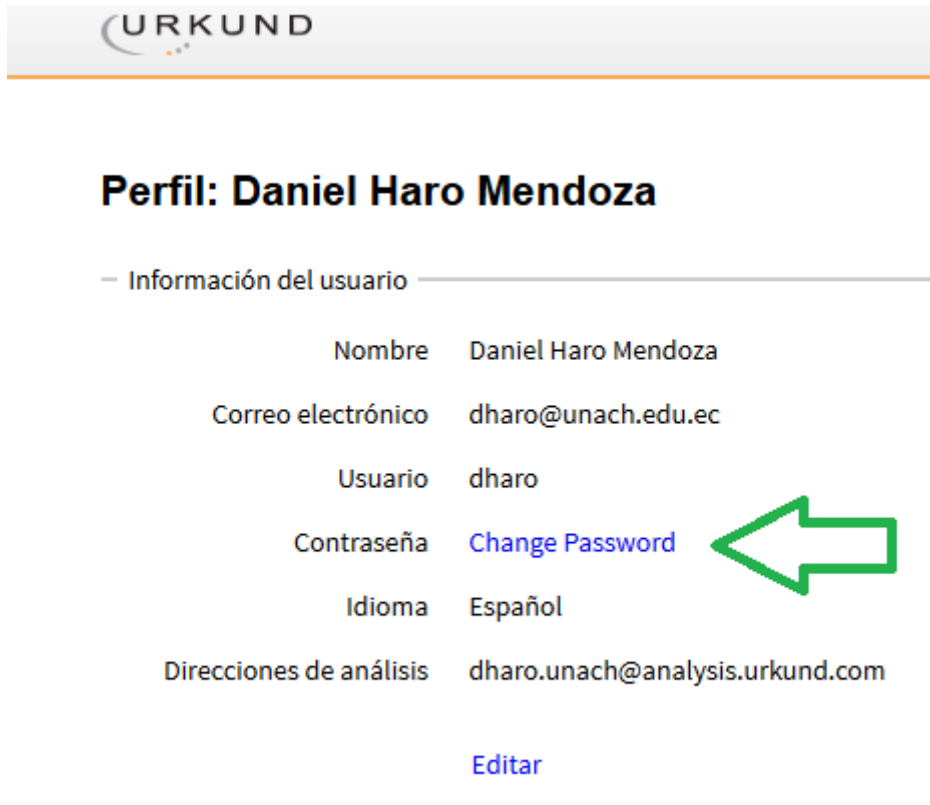 URKUND
Perfil: Daniel Haro Mendoza
Información del usuario
Nombre Daniel Haro Mendoza
Correo electrónico dharo@unach.edu.ec
Usuario dharo
Contraseña Change Password
Idioma Español
Direcciones de análisis dharo.unach@analysis.urkund.com
Editar